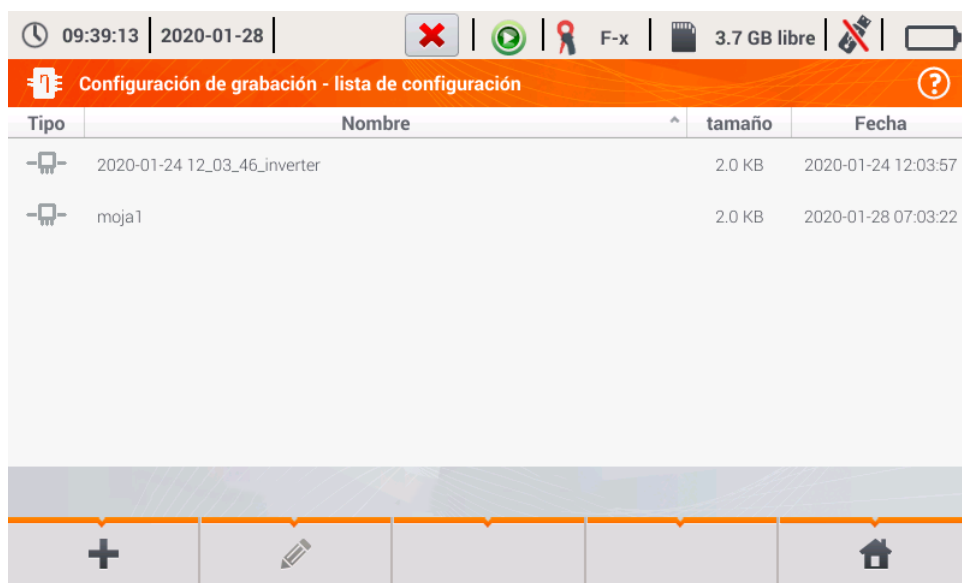 09:39:13 2020-01-28 F-x 3.7 GB libre
Configuración de grabación - lista de configuración ?
Tipo Nombre tamaño Fecha
2020-01-24 12_03_46_inverter 2.0 KB 2020-01-24 12:03:57
moja1 2.0 KB 2020-01-28 07:03:22